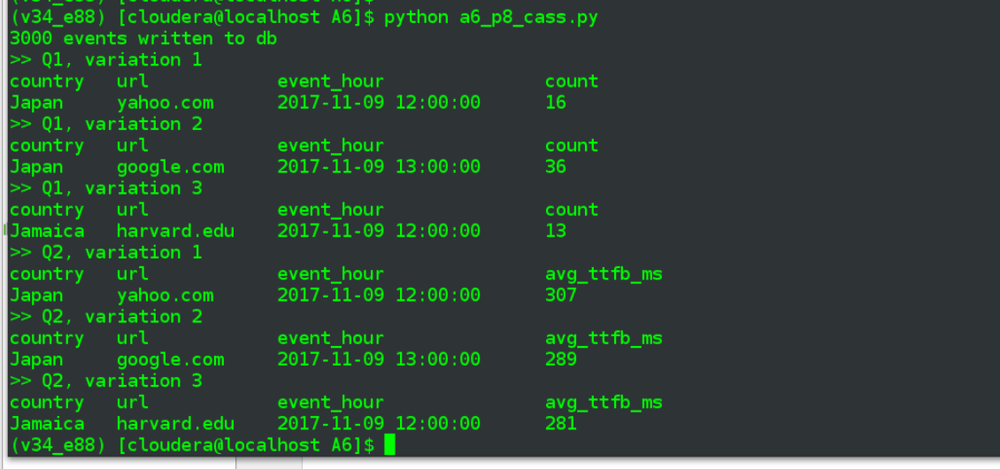 (v34_e88) [cloudera@localhost A6]$ python a6_p8_cass.py
3000 events written to db
>> Q1, variation 1
country   url            event_hour               count
Japan     yahoo.com      2017-11-09 12:00:00      16
>> Q1, variation 2
country   url            event_hour               count
Japan     google.com     2017-11-09 13:00:00      36
>> Q1, variation 3
country   url            event_hour               count
Jamaica   harvard.edu    2017-11-09 12:00:00      13
>> Q2, variation 1
country   url            event_hour               avg_ttfb_ms
Japan     yahoo.com      2017-11-09 12:00:00      307
>> Q2, variation 2
country   url            event_hour               avg_ttfb_ms
Japan     google.com     2017-11-09 13:00:00      289
>> Q2, variation 3
country   url            event_hour               avg_ttfb_ms
Jamaica   harvard.edu    2017-11-09 12:00:00      281
(v34_e88) [cloudera@localhost A6]$